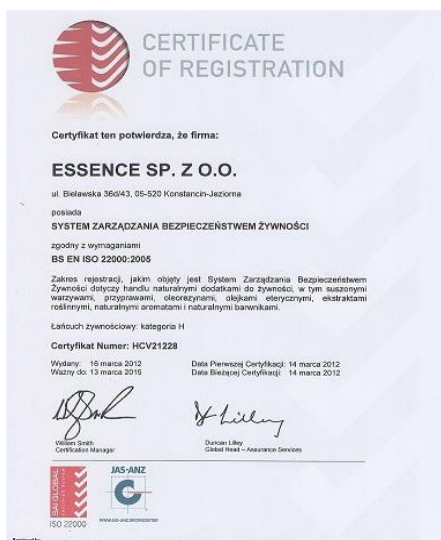 CERTIFICATE
OF REGISTRATION
Certyfikat ten potwierdza, że firma:
ESSENCE SP. Z O.O.
ul. Bielawska 36d/43, 05-520 Konstancin-Jeziorna
posiada
SYSTEM ZARZĄDZANIA BEZPIECZEŃSTWEM ŻYWNOŚCI
zgodny z wymaganiami
BS EN ISO 22000:2005
Zakres rejestracji, jakim objęty jest System Zarządzania Bezpieczeństwem
Żywności dotyczy handlu naturalnymi dodatkami do żywności, w tym suszonymi
warzywami, przyprawami, oleorezynami, olejkami eterycznymi, ekstraktami
roślinnymi, naturalnymi aromatami i naturalnymi barwnikami.
Łańcuch żywnościowy: kategoria H
Certyfikat Numer: HCV21228
Wydany: 16 marca 2012 Data Pierwszej Certyfikacji: 14 marca 2012
Ważny do: 13 marca 2015 Data Bieżącej Certyfikacji: 14 marca 2012
William Smith Duncan Lilley
Certification Manager Global Head – Assurance Services
SAI GLOBAL
JAS-ANZ
ISO 22000